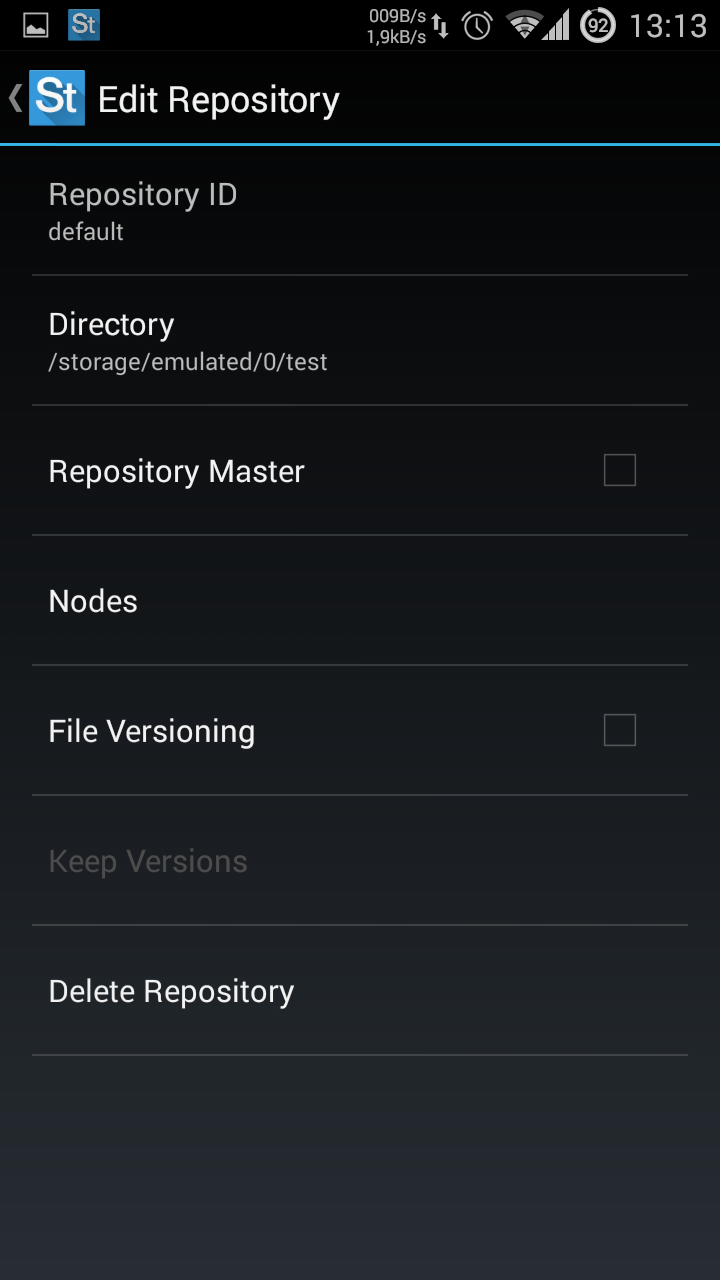 St
009B/s
1,9kB/s
92
13:13
St
Edit Repository
Repository ID
default
Directory
/storage/emulated/0/test
Repository Master
Nodes
File Versioning
Keep Versions
Delete Repository